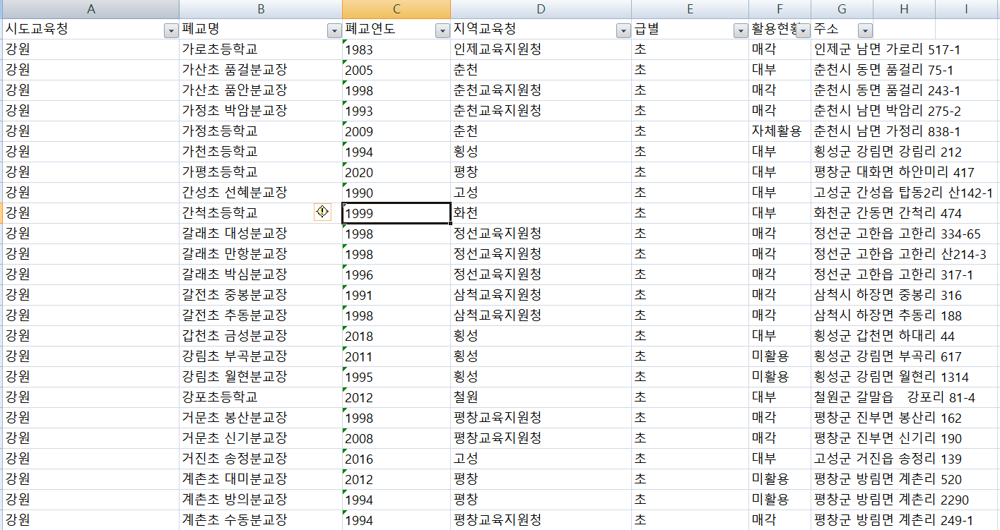 A B C D E F G H I
시도교육청 폐교명 폐교연도 지역교육청 급별 활용현황 주소
강원 가로초등학교 1983 인제교육지원청 초 매각 인제군 남면 가로리 517-1
강원 가산초 품걸분교장 2005 춘천 초 대부 춘천시 동면 품걸리 75-1
강원 가산초 품안분교장 1998 춘천교육지원청 초 매각 춘천시 동면 품걸리 243-1
강원 가정초 박암분교장 1993 춘천교육지원청 초 매각 춘천시 남면 박암리 275-2
강원 가정초등학교 2009 춘천 초 자체활용 춘천시 남면 가정리 838-1
강원 가천초등학교 1994 횡성 초 대부 횡성군 강림면 강림리 212
강원 가평초등학교 2020 평창 초 대부 평창군 대화면 하안미리 417
강원 간성초 선혜분교장 1990 고성 초 대부 고성군 간성읍 탑동2리 산142-1
강원 간척초등학교 1999 화천 초 대부 화천군 간동면 간척리 474
강원 갈래초 대성분교장 1998 정선교육지원청 초 매각 정선군 고한읍 고한리 334-65
강원 갈래초 만항분교장 1998 정선교육지원청 초 매각 정선군 고한읍 고한리 산214-3
강원 갈래초 박심분교장 1996 정선교육지원청 초 매각 정선군 고한읍 고한리 317-1
강원 갈전초 중봉분교장 1991 삼척교육지원청 초 매각 삼척시 하장면 중봉리 316
강원 갈전초 추동분교장 1998 삼척교육지원청 초 매각 삼척시 하장면 추동리 188
강원 갑천초 금성분교장 2018 횡성 초 대부 횡성군 갑천면 하대리 44
강원 강림초 부곡분교장 2011 횡성 초 미활용 횡성군 강림면 부곡리 617
강원 강림초 월현분교장 1995 횡성 초 미활용 횡성군 강림면 월현리 1314
강원 강포초등학교 2012 철원 초 대부 철원군 갈말읍 강포리 81-4
강원 거문초 봉산분교장 1998 평창교육지원청 초 매각 평창군 진부면 봉산리 162
강원 거문초 신기분교장 2008 평창교육지원청 초 매각 평창군 진부면 신기리 190
강원 거진초 송정분교장 2016 고성 초 대부 고성군 거진읍 송정리 139
강원 계촌초 대미분교장 2012 평창 초 미활용 평창군 방림면 계촌리 520
강원 계촌초 방의분교장 1994 평창 초 미활용 평창군 방림면 계촌리 2290
강원 계촌초 수동분교장 1994 평창교육지원청 초 매각 평창군 방림면 계촌리 249-1